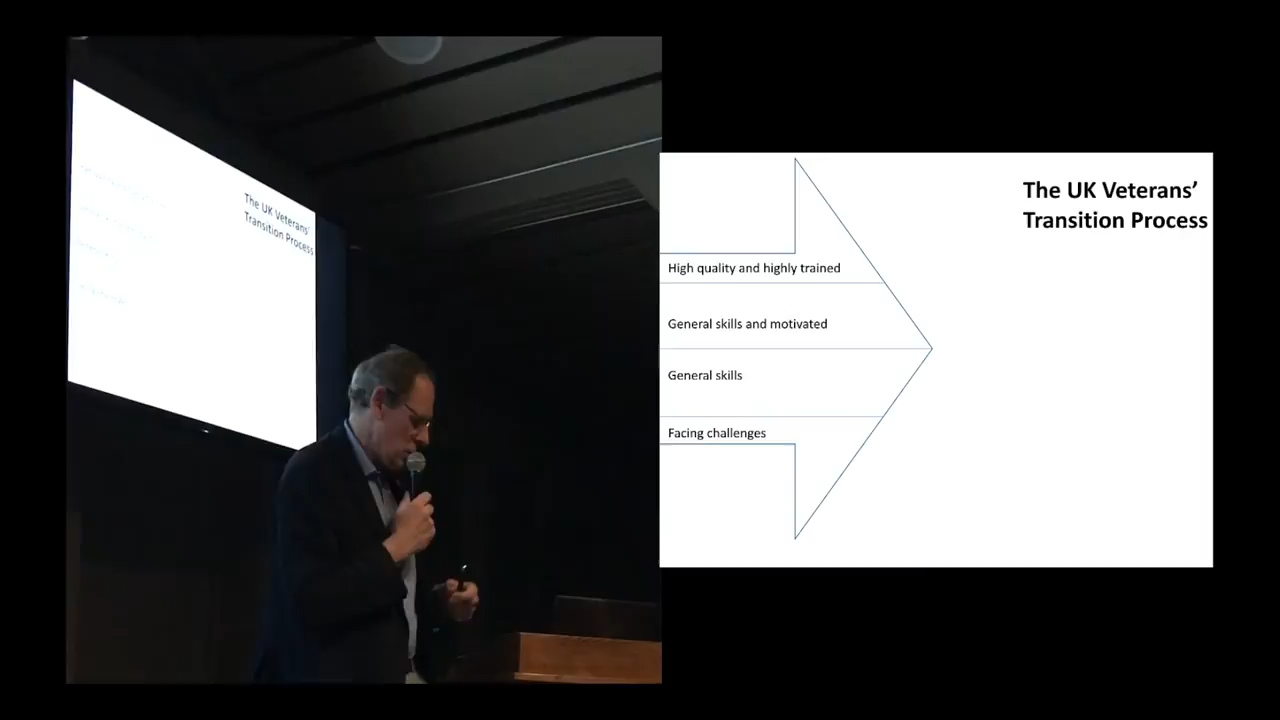 The UK Veterans'
Transition Process
The UK Veterans’
Transition Process
High quality and highly trained
General skills and motivated
General skills
Facing challenges